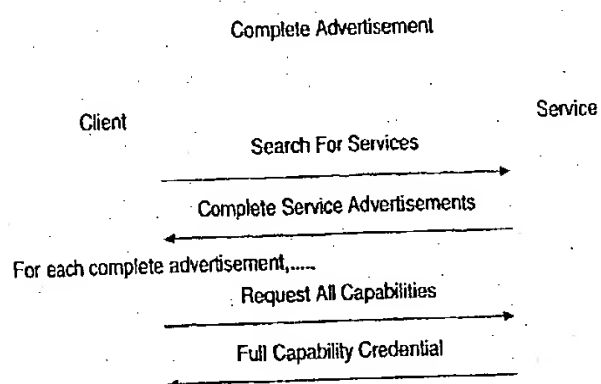 Complete Advertisement
Client
Service
Search For Services
Complete Service Advertisements
For each complete advertisement,.....
Request All Capabilities
Full Capability Credential